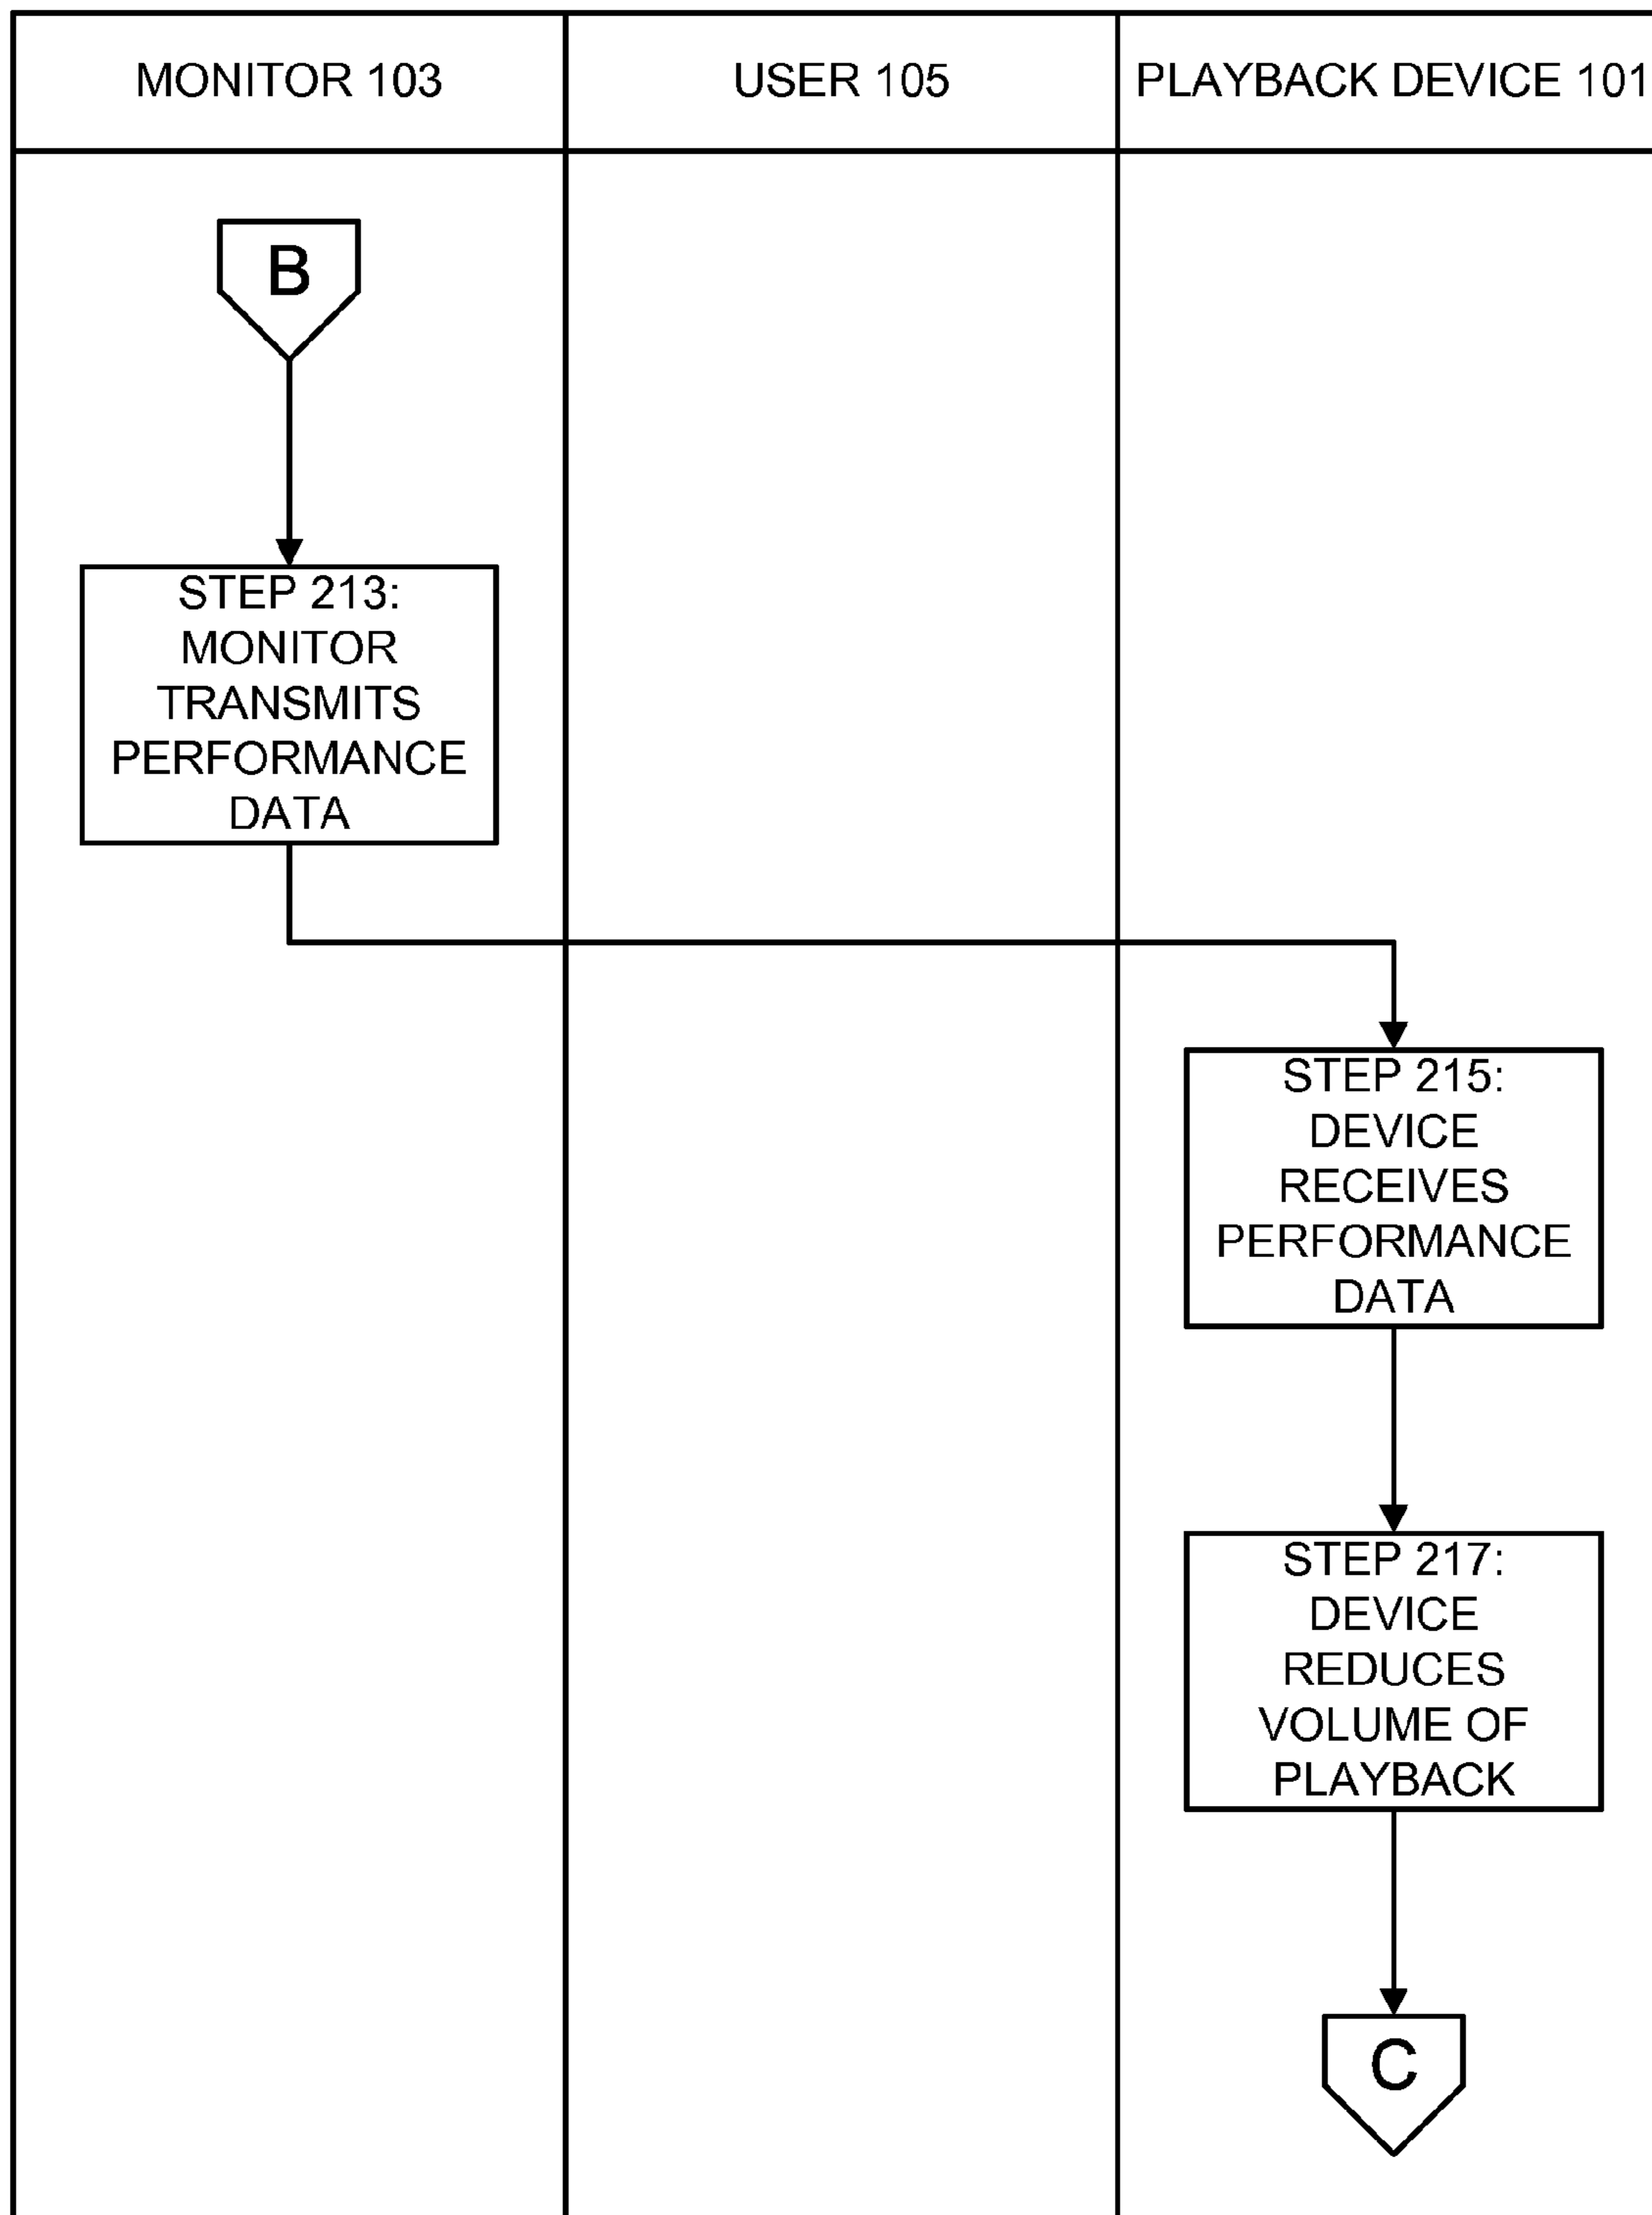 MONITOR 103
USER 105
PLAYBACK DEVICE 101
B
STEP 213:
MONITOR
TRANSMITS
PERFORMANCE
DATA
STEP 215:
DEVICE
RECEIVES
PERFORMANCE
DATA
STEP 217:
DEVICE
REDUCES
VOLUME OF
PLAYBACK
C